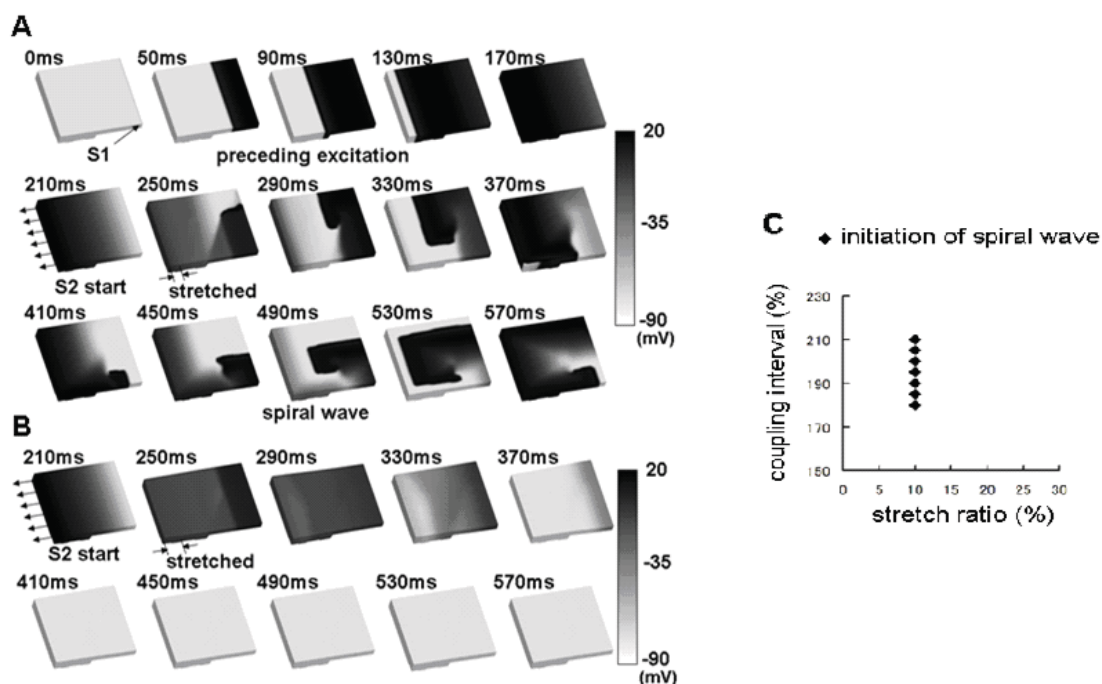 A
0ms 50ms 90ms 130ms 170ms
S1
preceding excitation
20
-35
-90
(mV)
210ms 250ms 290ms 330ms 370ms
S2 start
stretched
410ms 450ms 490ms 530ms 570ms
spiral wave
B
210ms 250ms 290ms 330ms 370ms
S2 start
stretched
20
-35
-90
(mV)
410ms 450ms 490ms 530ms 570ms
C
initiation of spiral wave
coupling interval (%)
230
210
190
170
150
0 5 10 15 20 25 30
stretch ratio (%)